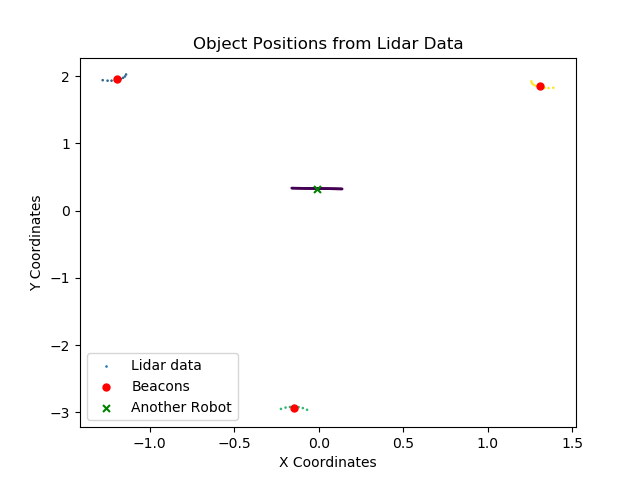 Object Positions from Lidar Data
Y Coordinates
2
1
0
−1
−2
−3
Lidar data
Beacons
Another Robot
−1.0
−0.5
0.0
0.5
1.0
1.5
X Coordinates